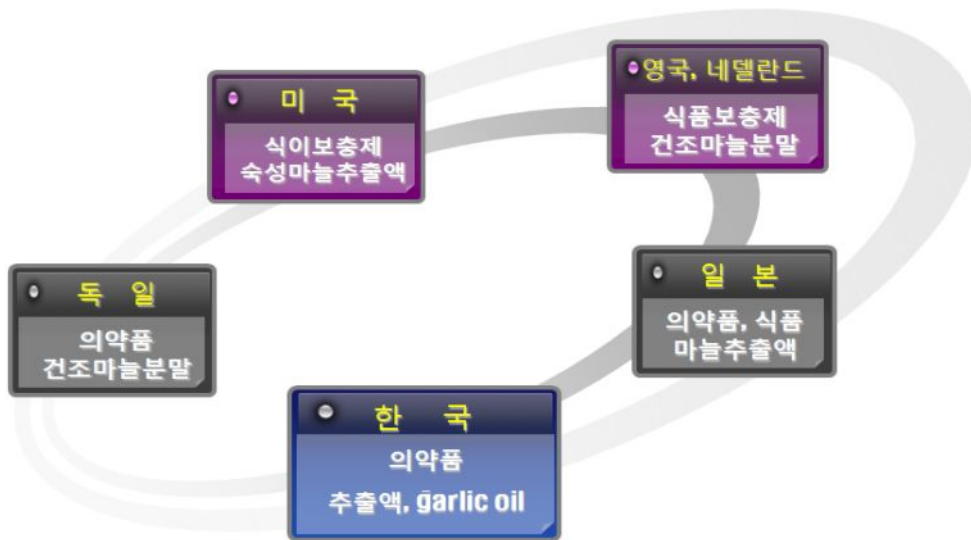 미 국
식이보충제
숙성마늘추출액
영국, 네델란드
식품보충제
건조마늘분말
독 일
의약품
건조마늘분말
일 본
의약품, 식품
마늘추출액
한 국
의약품
추출액, garlic oil